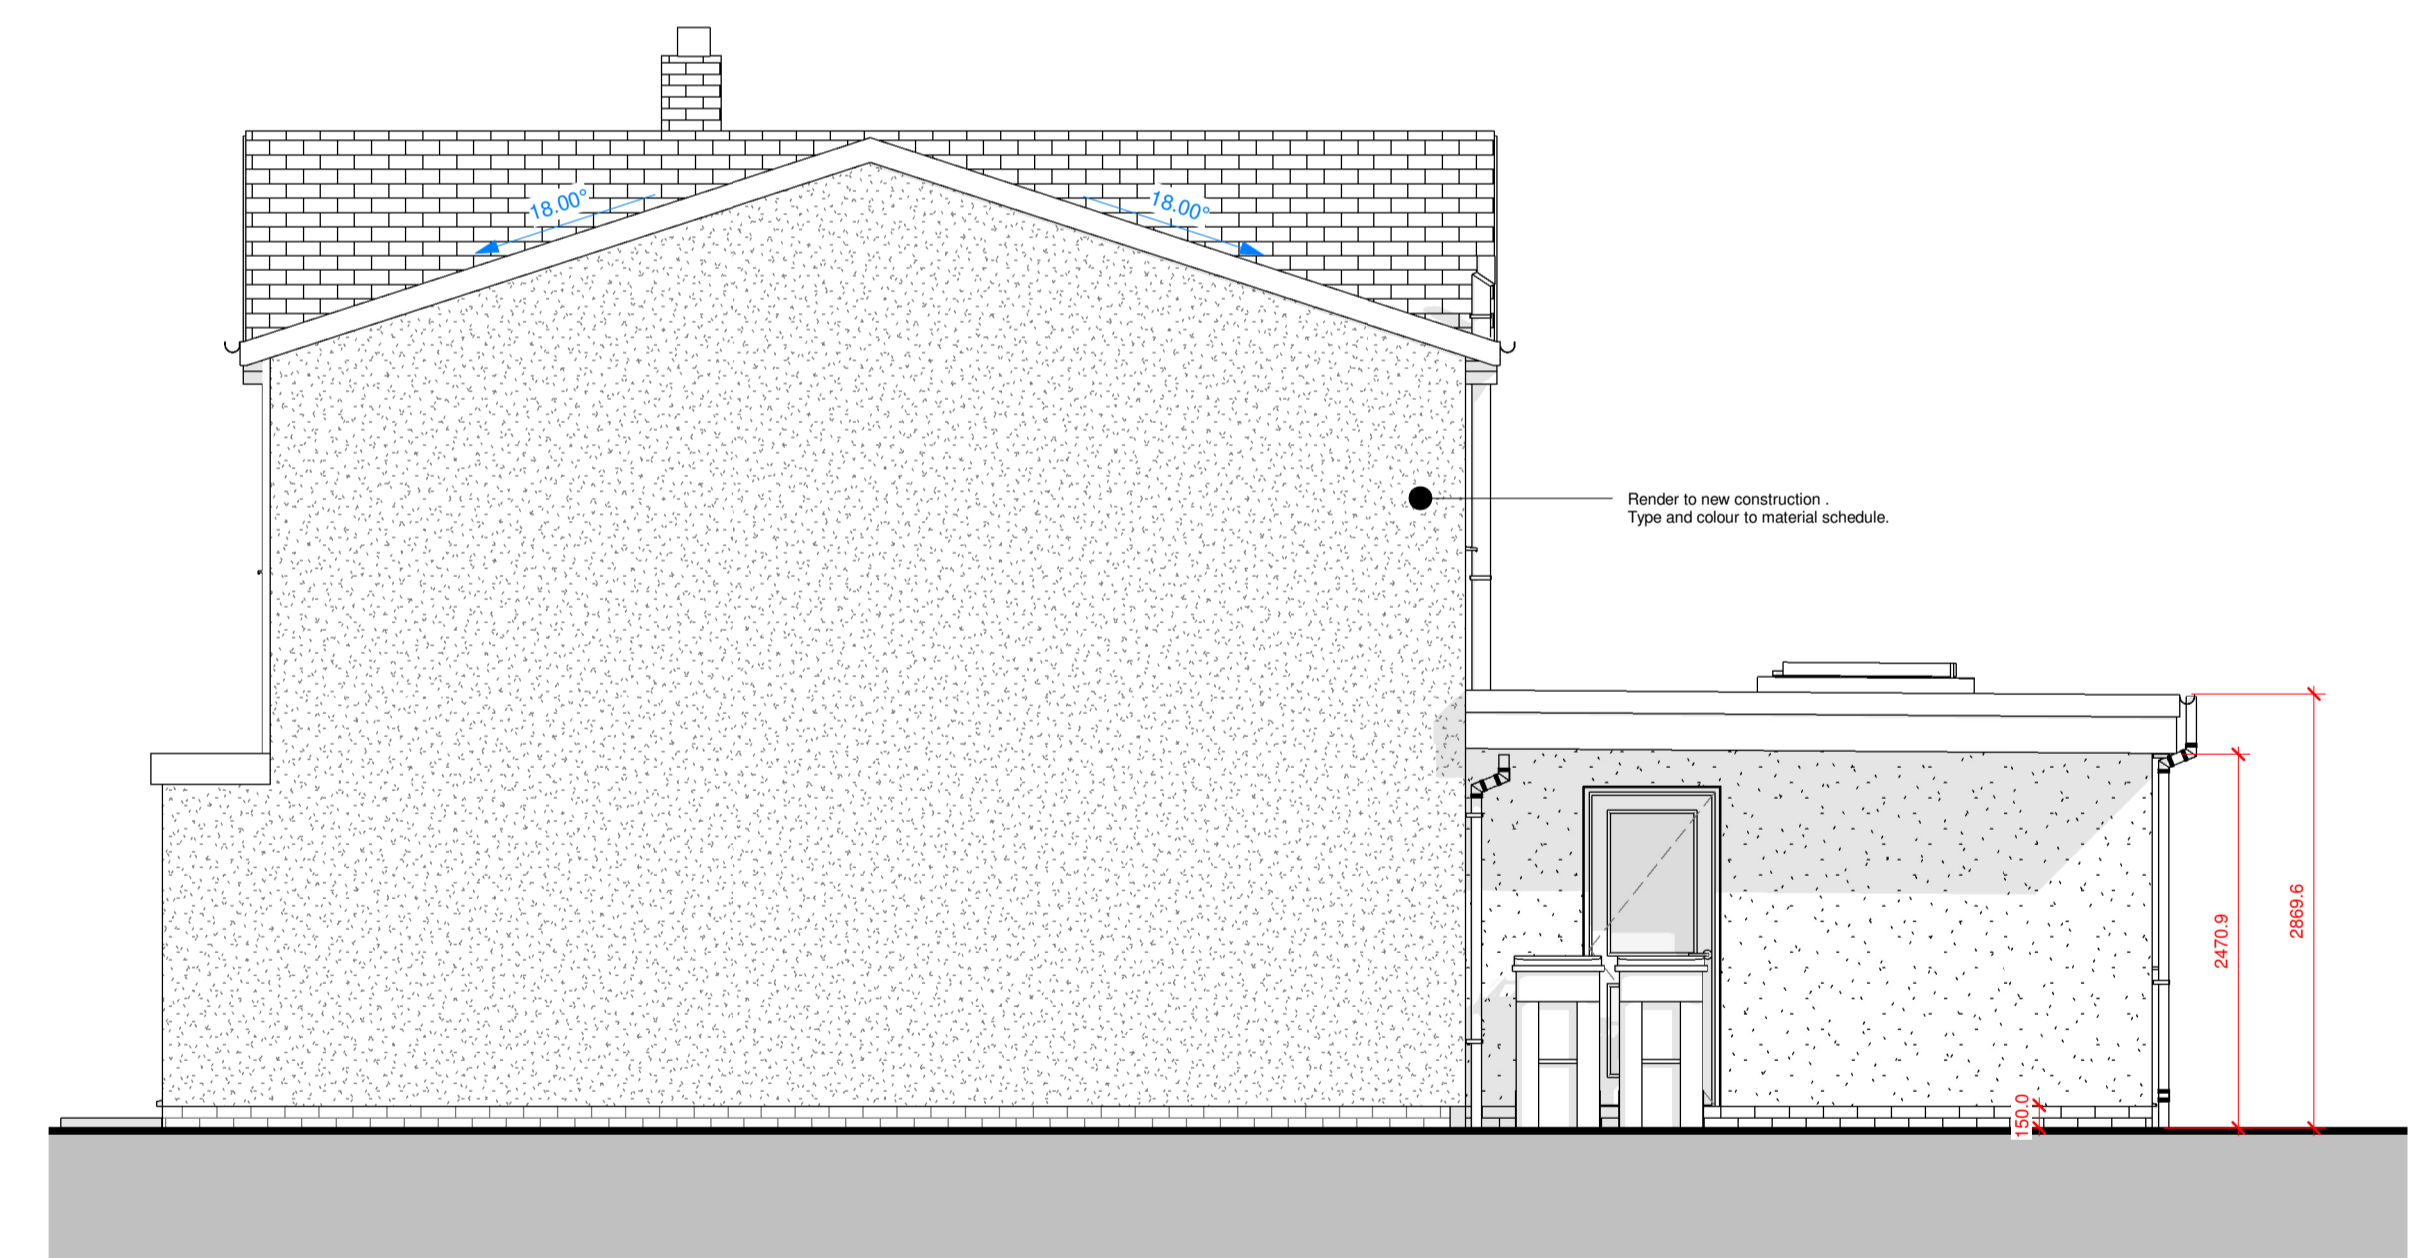 18.00°
18.00°
Render to new construction .
Type and colour to material schedule.
2869.6
2470.9
150.0